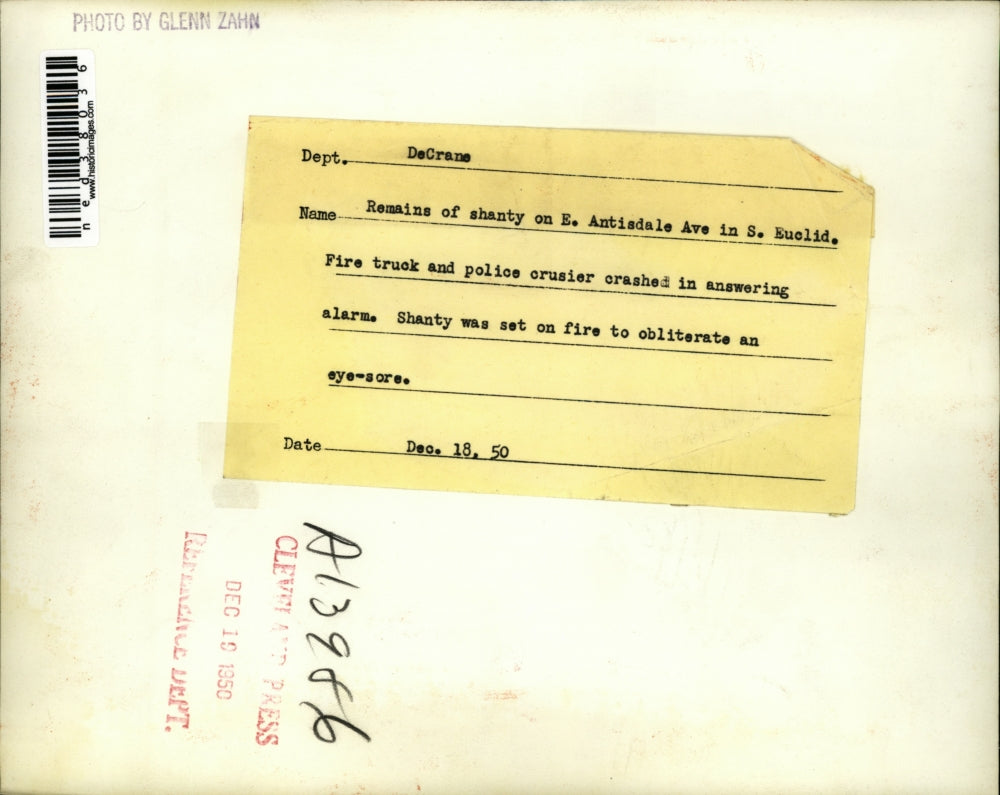 PHOTO BY GLENN ZAHN
ned38036
www.historicimages.com
Dept. DeCrane
Name Remains of shanty on E. Antisdale Ave in S. Euclid.
Fire truck and police crusier crashed in answering
alarm. Shanty was set on fire to obliterate an
eye-sore.
Date Dec. 18, 50
A13986
CLEVELAND PRESS
DEC 19 1950
REFERENCE DEPT.